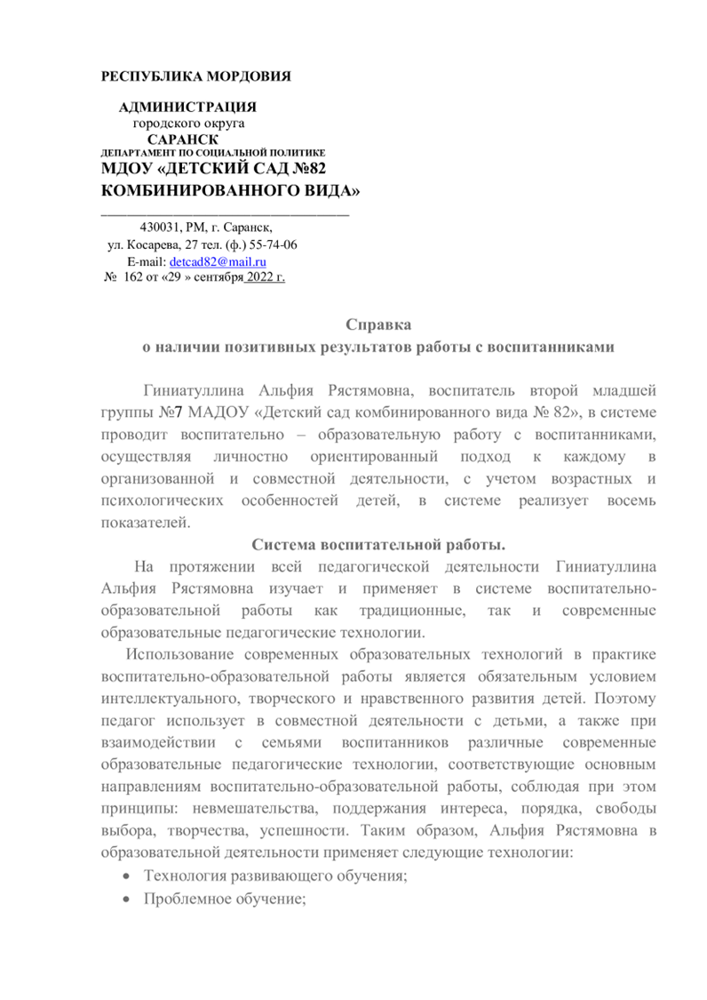 РЕСПУБЛИКА МОРДОВИЯ
АДМИНИСТРАЦИЯ
городского округа
САРАНСК
ДЕПАРТАМЕНТ ПО СОЦИАЛЬНОЙ ПОЛИТИКЕ
МДОУ «ДЕТСКИЙ САД №82
КОМБИНИРОВАННОГО ВИДА»
430031, РМ, г. Саранск,
ул. Косарева, 27 тел. (ф.) 55-74-06
E-mail: detcad82@mail.ru
№ 162 от «29 » сентября 2022 г.
Справка
о наличии позитивных результатов работы с воспитанниками
Гиниатуллина Альфия Рястямовна, воспитатель второй младшей
группы №7 МАДОУ «Детский сад комбинированного вида № 82», в системе
проводит воспитательно – образовательную работу с воспитанниками,
осуществляя личностно ориентированный подход к каждому в
организованной и совместной деятельности, с учетом возрастных и
психологических особенностей детей, в системе реализует восемь
показателей.
Система воспитательной работы.
На протяжении всей педагогической деятельности Гиниатуллина
Альфия Рястямовна изучает и применяет в системе воспитательно-
образовательной работы как традиционные, так и современные
образовательные педагогические технологии.
Использование современных образовательных технологий в практике
воспитательно-образовательной работы является обязательным условием
интеллектуального, творческого и нравственного развития детей. Поэтому
педагог использует в совместной деятельности с детьми, а также при
взаимодействии с семьями воспитанников различные современные
образовательные педагогические технологии, соответствующие основным
направлениям воспитательно-образовательной работы, соблюдая при этом
принципы: невмешательства, поддержания интереса, порядка, свободы
выбора, творчества, успешности. Таким образом, Альфия Рястямовна в
образовательной деятельности применяет следующие технологии:
• Технология развивающего обучения;
• Проблемное обучение;